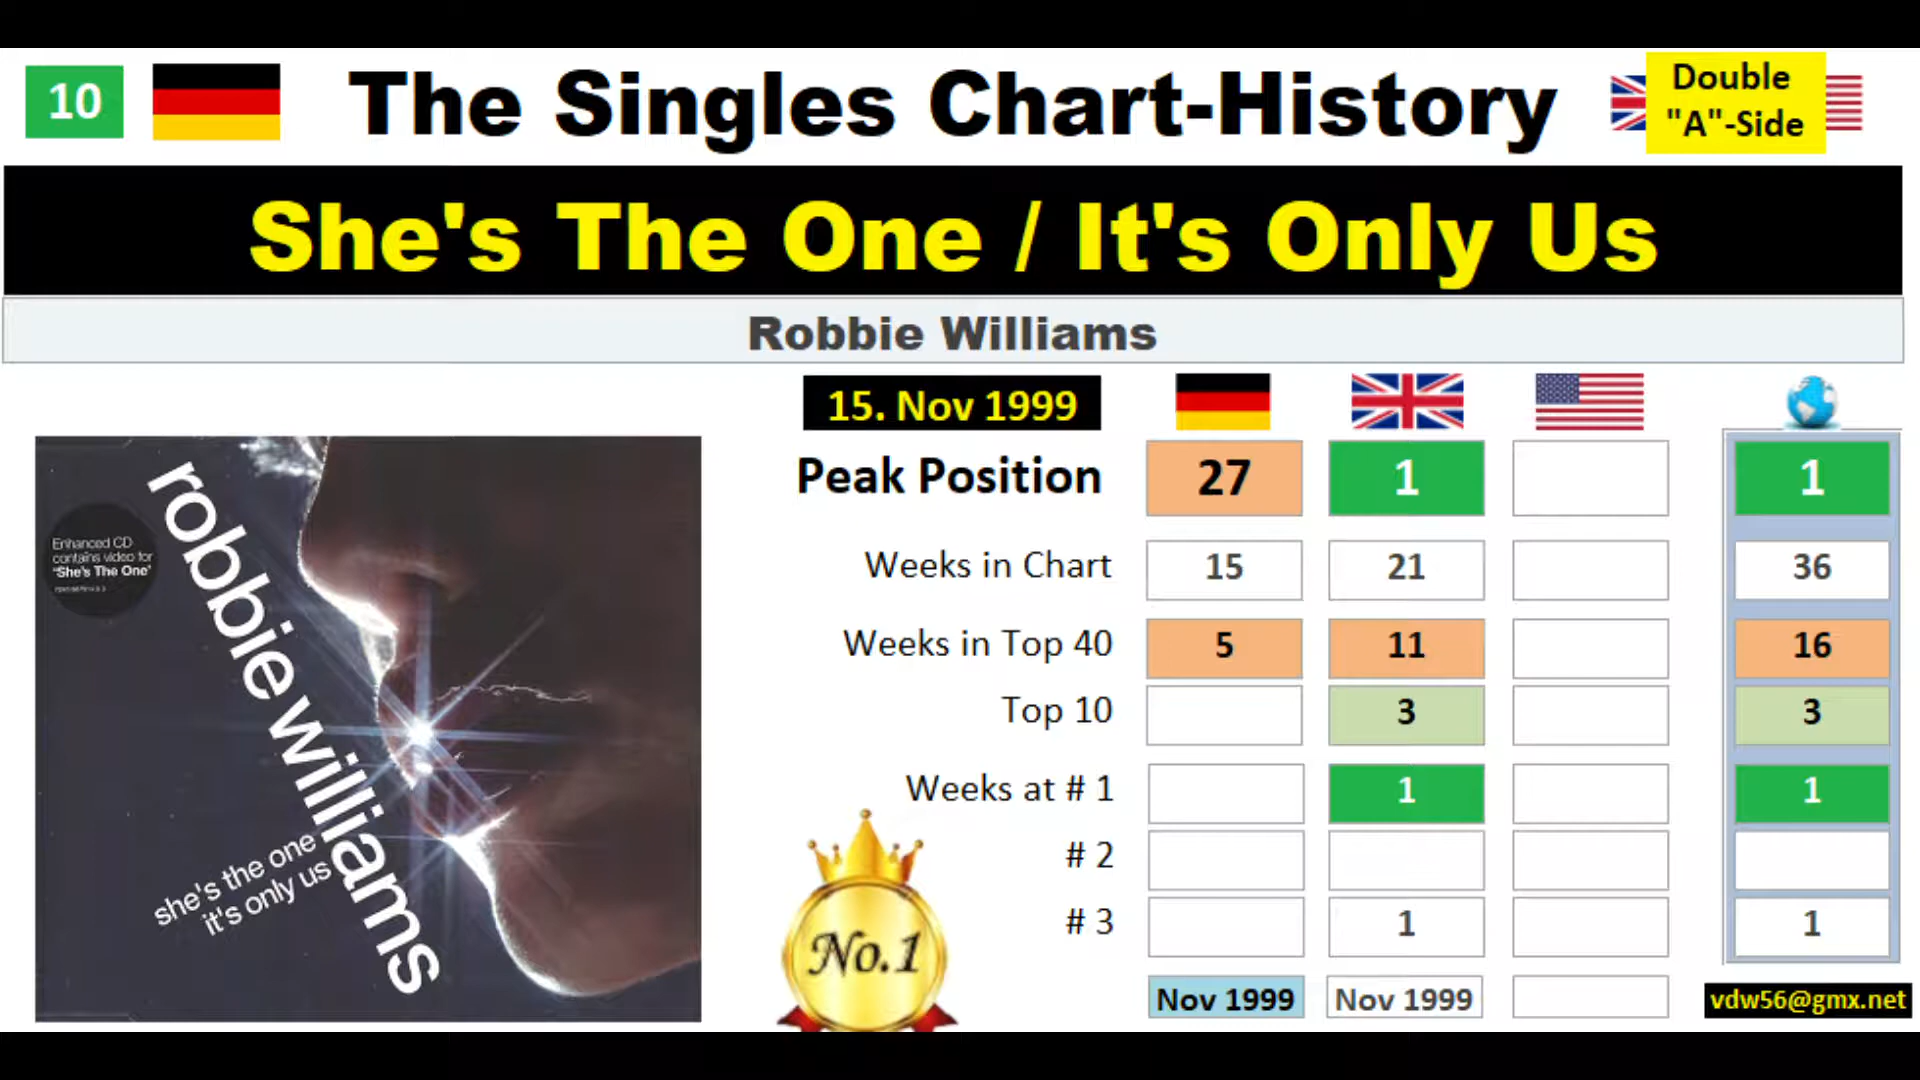 10
The Singles Chart-History
Double
"A"-Side
She's The One / It's Only Us
Robbie Williams
15. Nov 1999
Peak Position 27 1 1
Weeks in Chart 15 21 36
Weeks in Top 40 5 11 16
Top 10 3 3
Weeks at # 1 1 1
# 2
# 3 1 1
Nov 1999 Nov 1999
vdw56@gmx.net
No.1
Enhanced CD
contains video for
'She's The One'
robbie williams
she's the one
it's only us